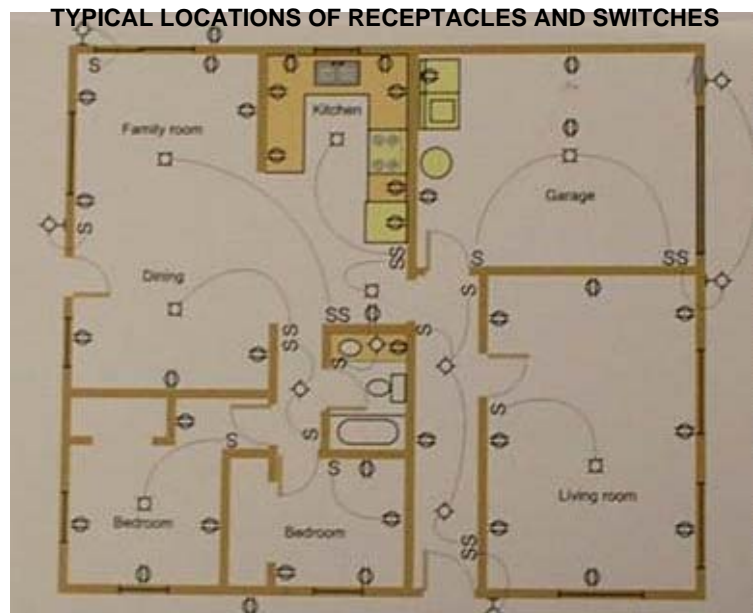 TYPICAL LOCATIONS OF RECEPTACLES AND SWITCHES
S
Kitchen
Family room
Garage
S
SS
S
SS
S
Dining
SS
S
SS
S
S
S
S
S
Bedroom
Bedroom
Living room
SS